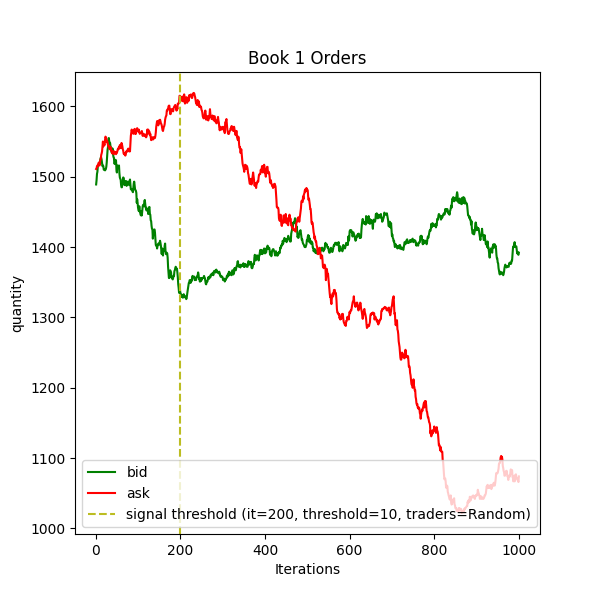 Book 1 Orders
quantity
1600
1500
1400
1300
1200
1100
1000
bid
ask
signal threshold (it=200, threshold=10, traders=Random)
0 200 400 600 800 1000
Iterations